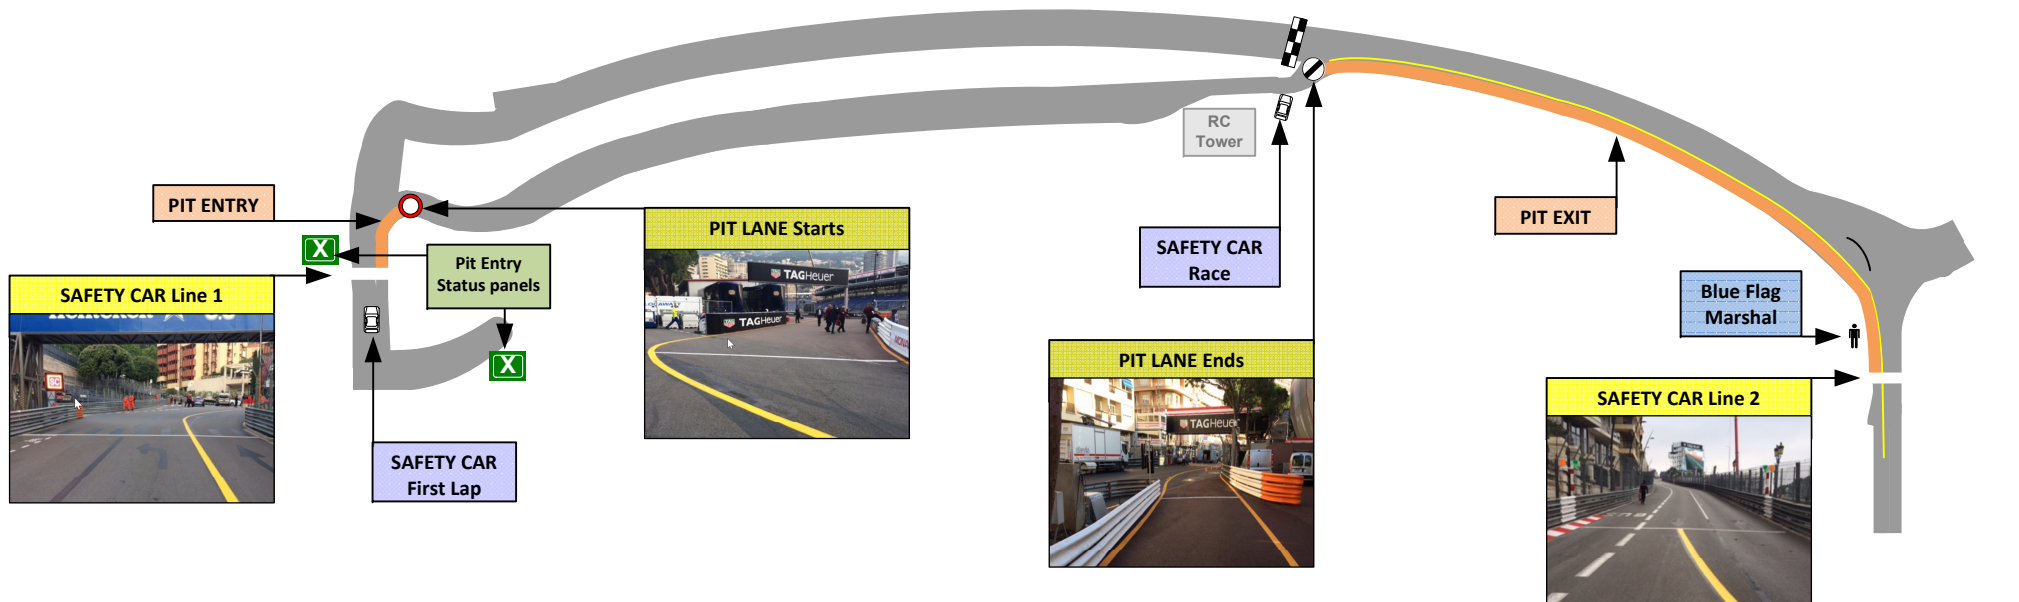 RC
Tower
PIT ENTRY
PIT LANE Starts
PIT EXIT
X
SAFETY CAR
Race
Pit Entry
Status panels
SAFETY CAR Line 1
TAGHeuer
TAGHeuer
Blue Flag
Marshal
SC
X
PIT LANE Ends
SAFETY CAR Line 2
TAGHeuer
SAFETY CAR
First Lap